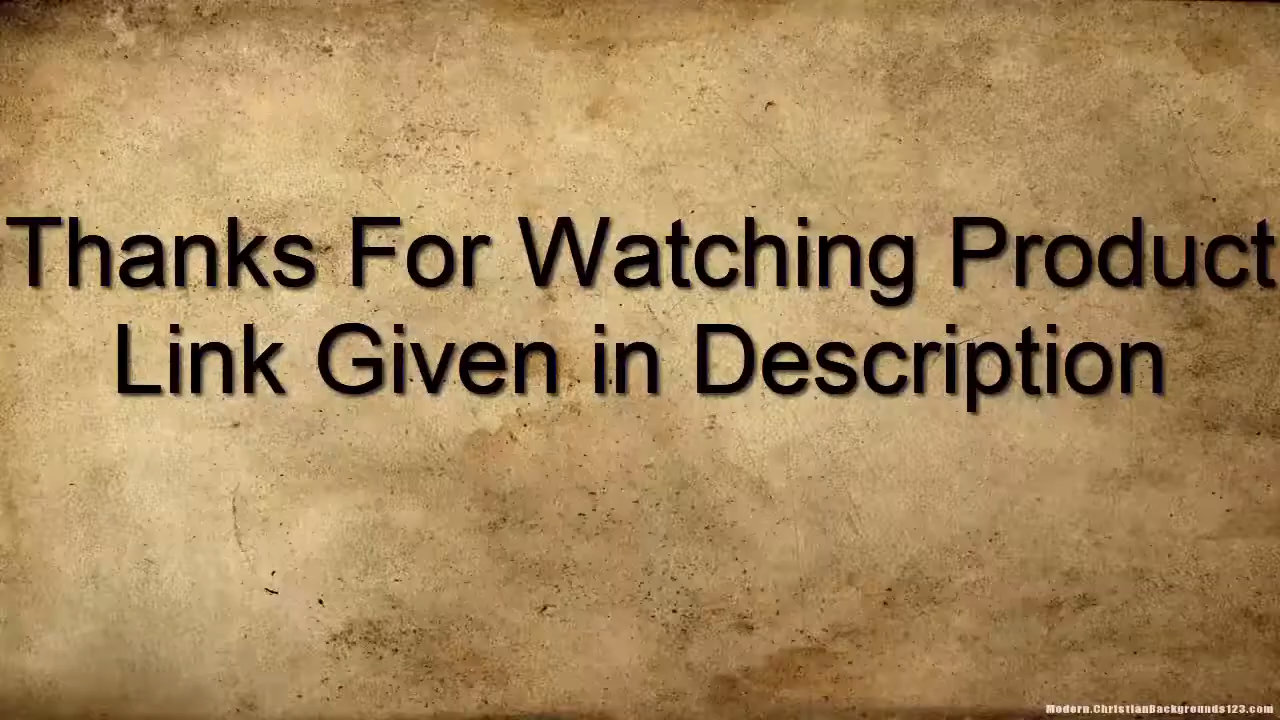 Thanks For Watching Product
Link Given in Description
Modern.ChristianBackgrounds123.com